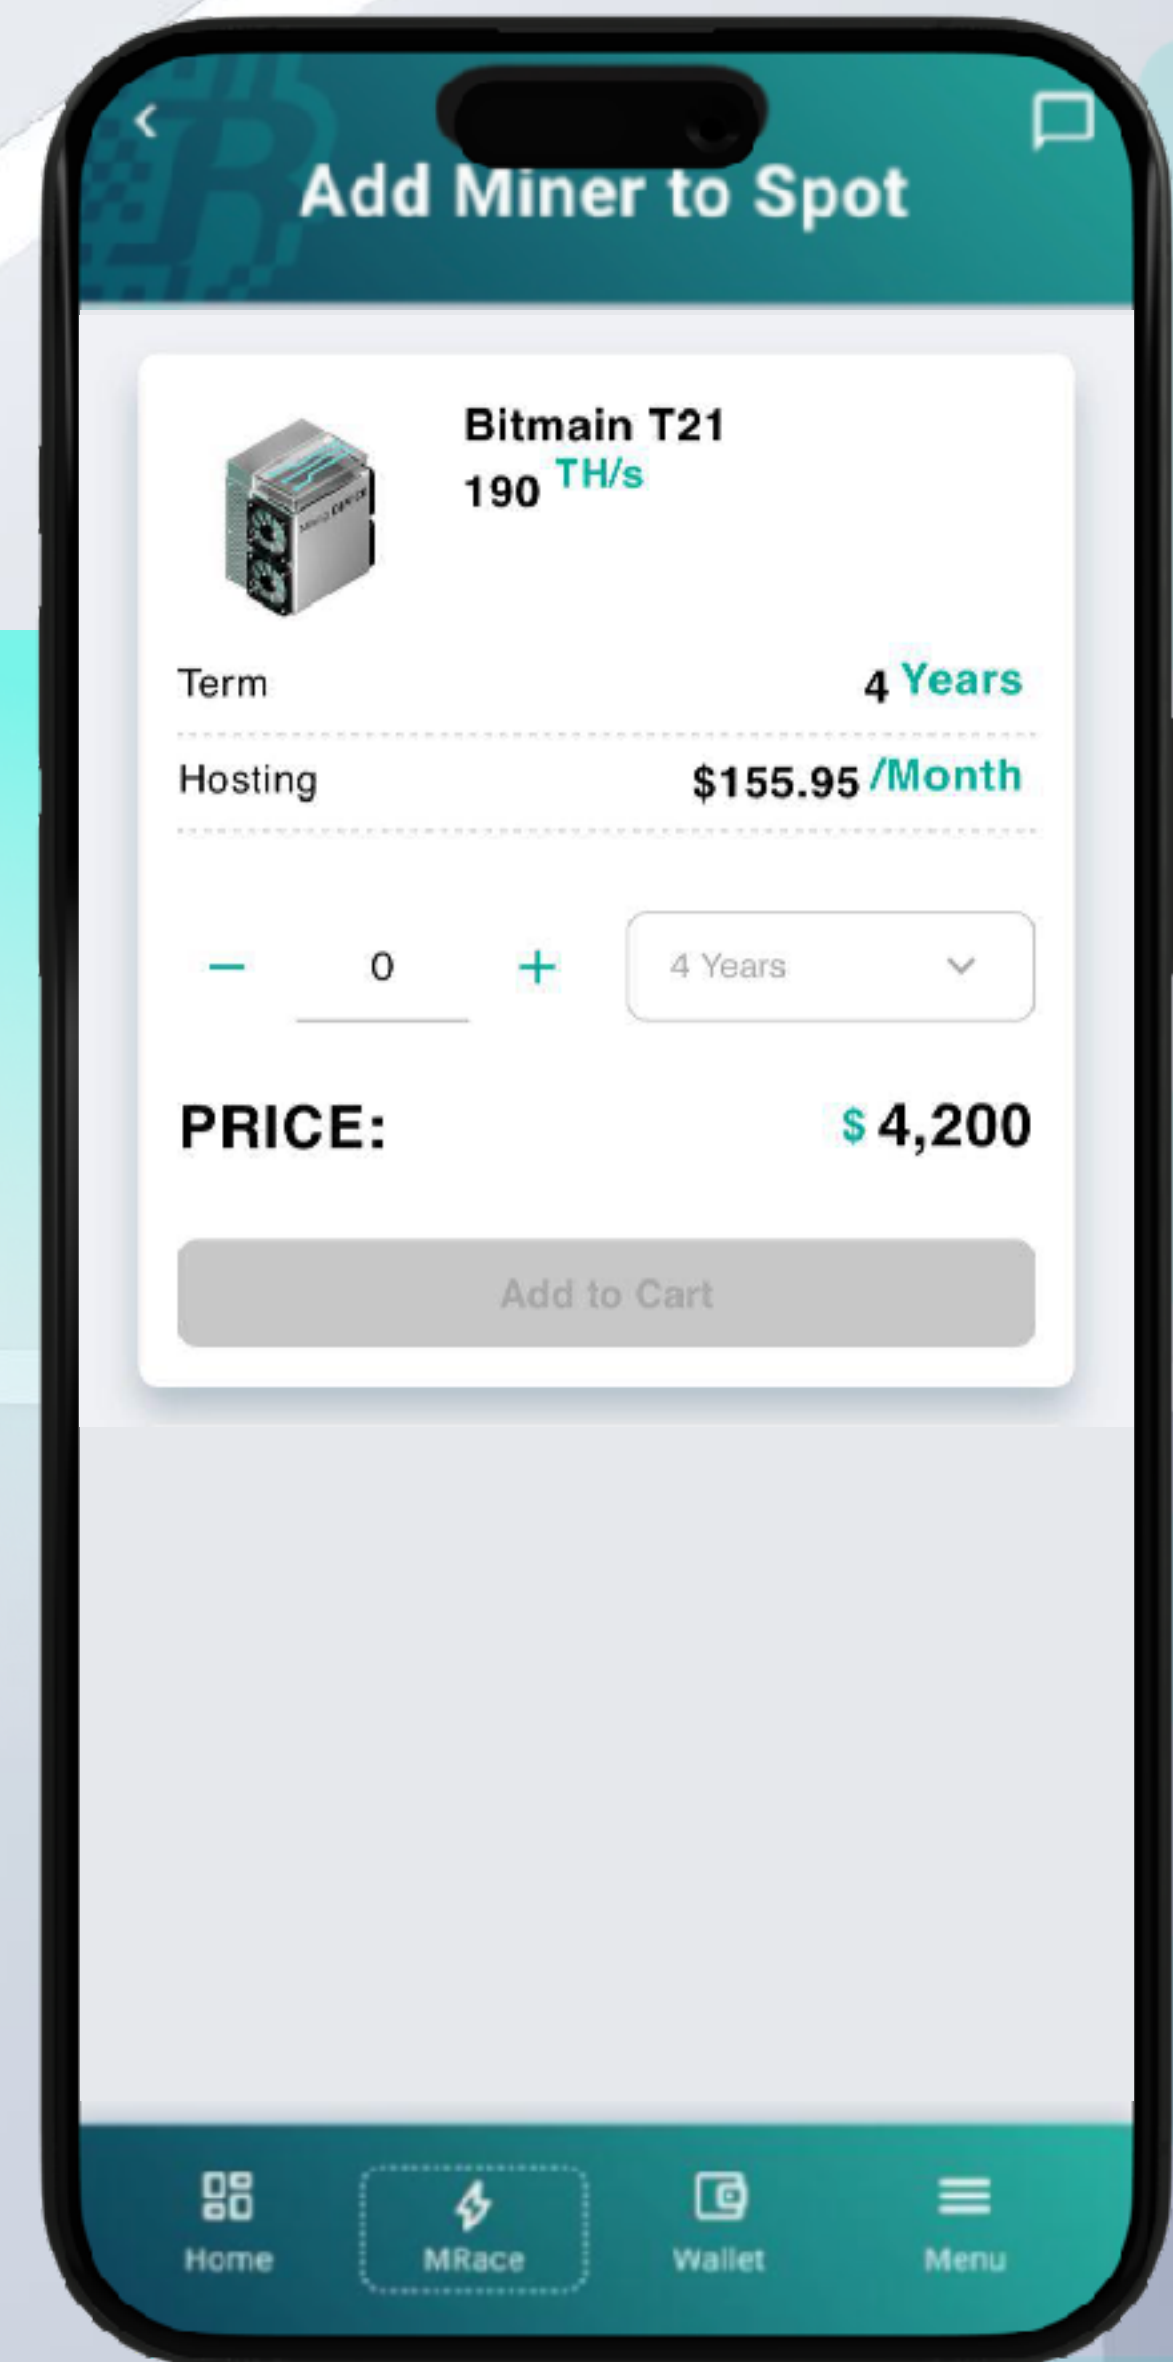 Add Miner to Spot
Bitmain T21
190 TH/s
Term 4 Years
Hosting $155.95 /Month
0 4 Years
PRICE: $ 4,200
Add to Cart
Home MRace Wallet Menu